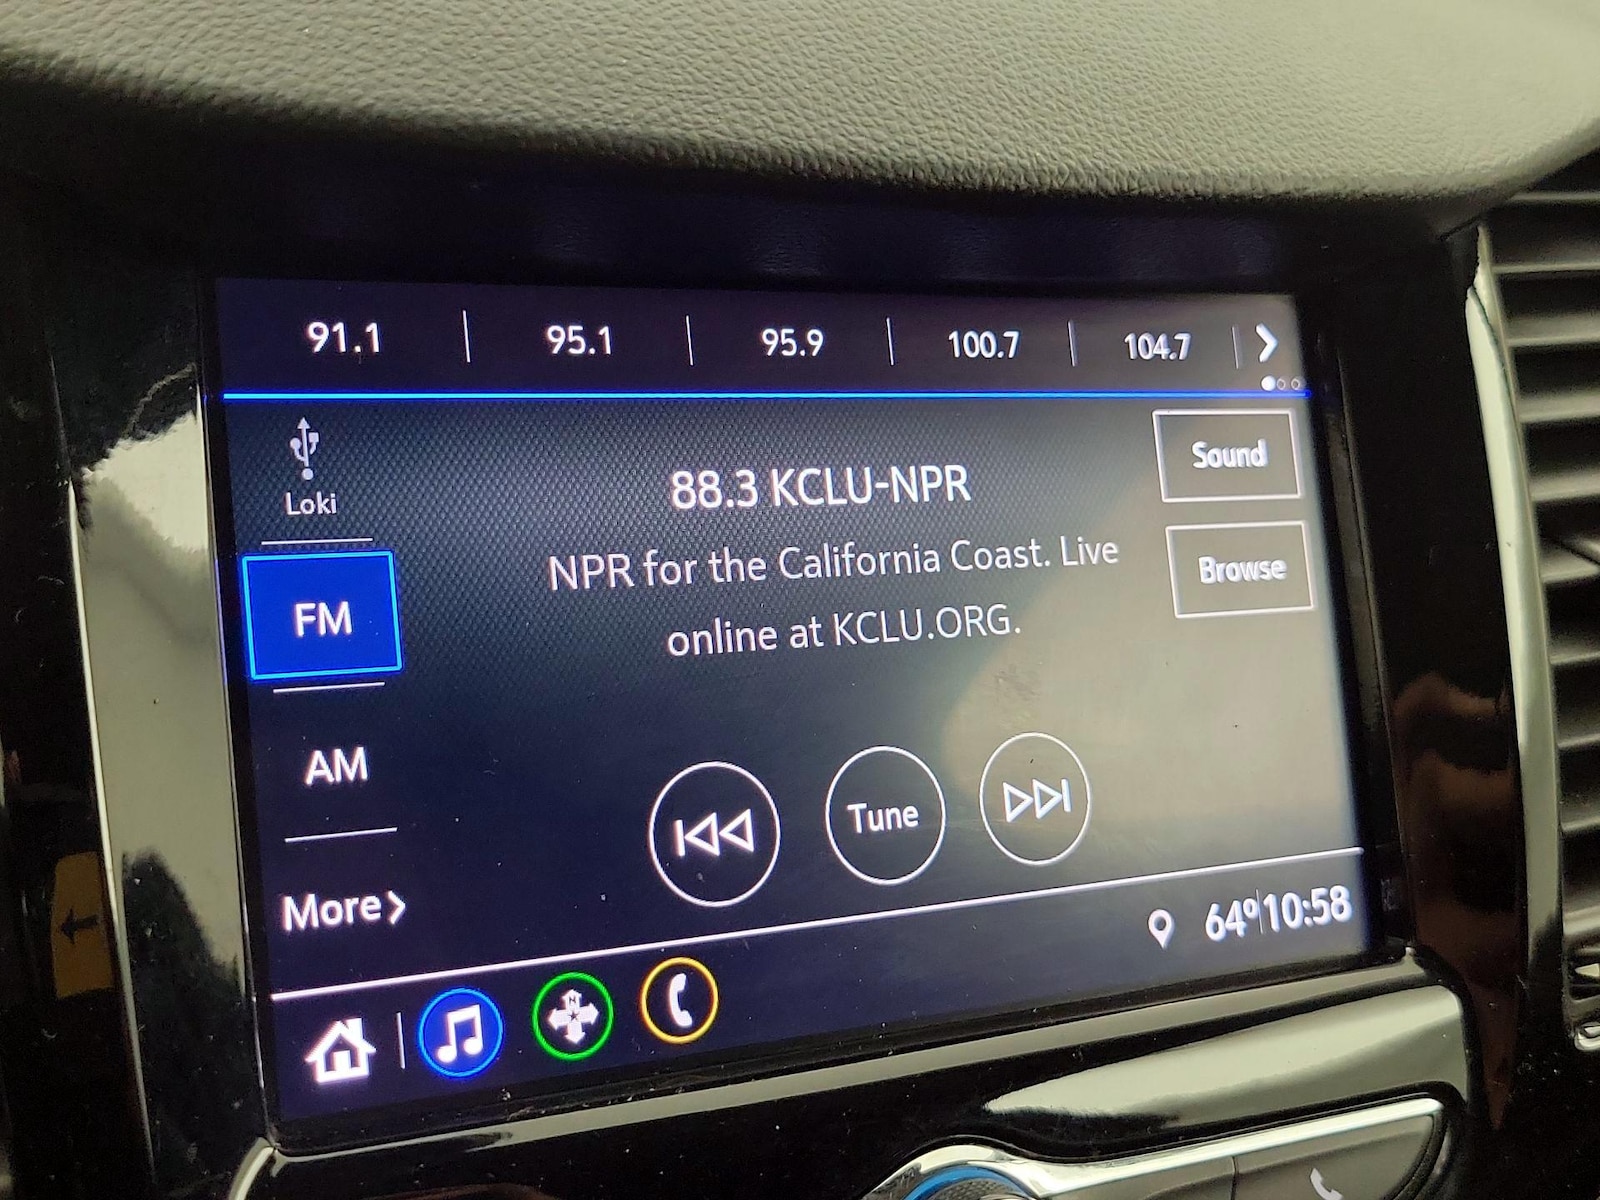 91.1 | 95.1 | 95.9 | 100.7 | 104.7 | >
Loki
Sound
88.3 KCLU-NPR
NPR for the California Coast. Live
online at KCLU.ORG.
Browse
FM
AM
Tune
More >
64°|10:58
N